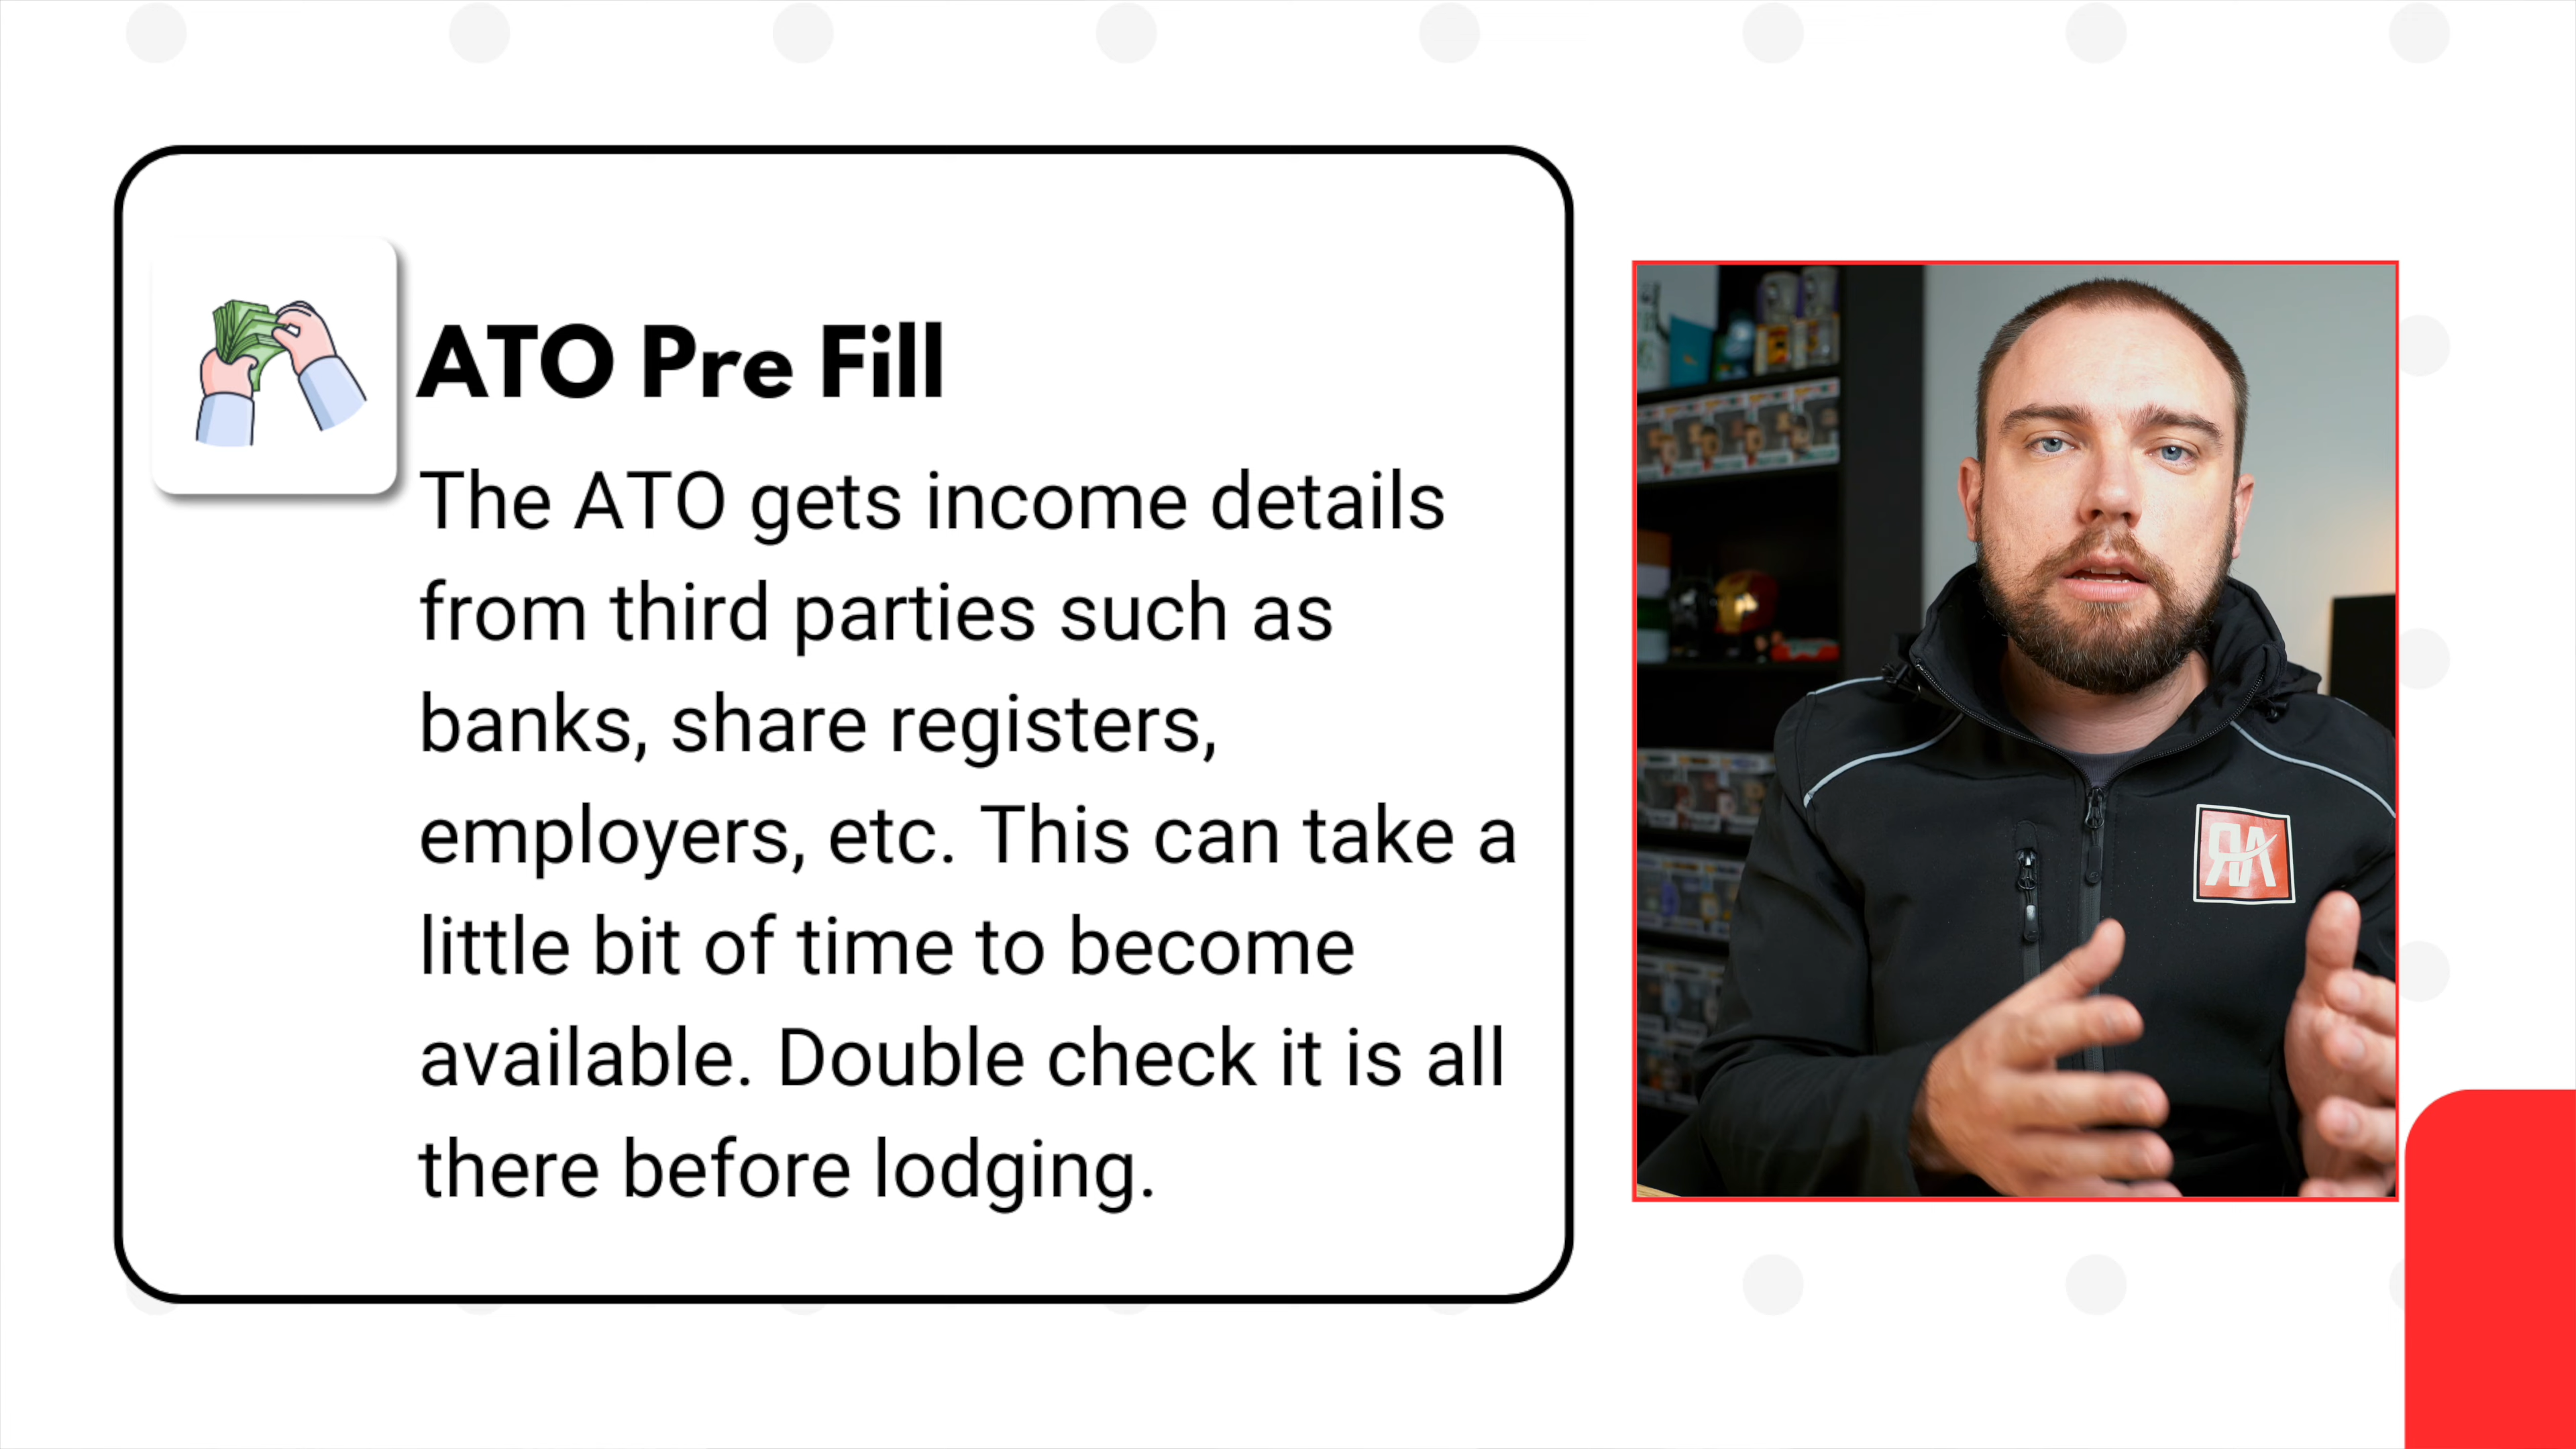 ATO Pre Fill
The ATO gets income details
from third parties such as
banks, share registers,
employers, etc. This can take a
little bit of time to become
available. Double check it is all
there before lodging.